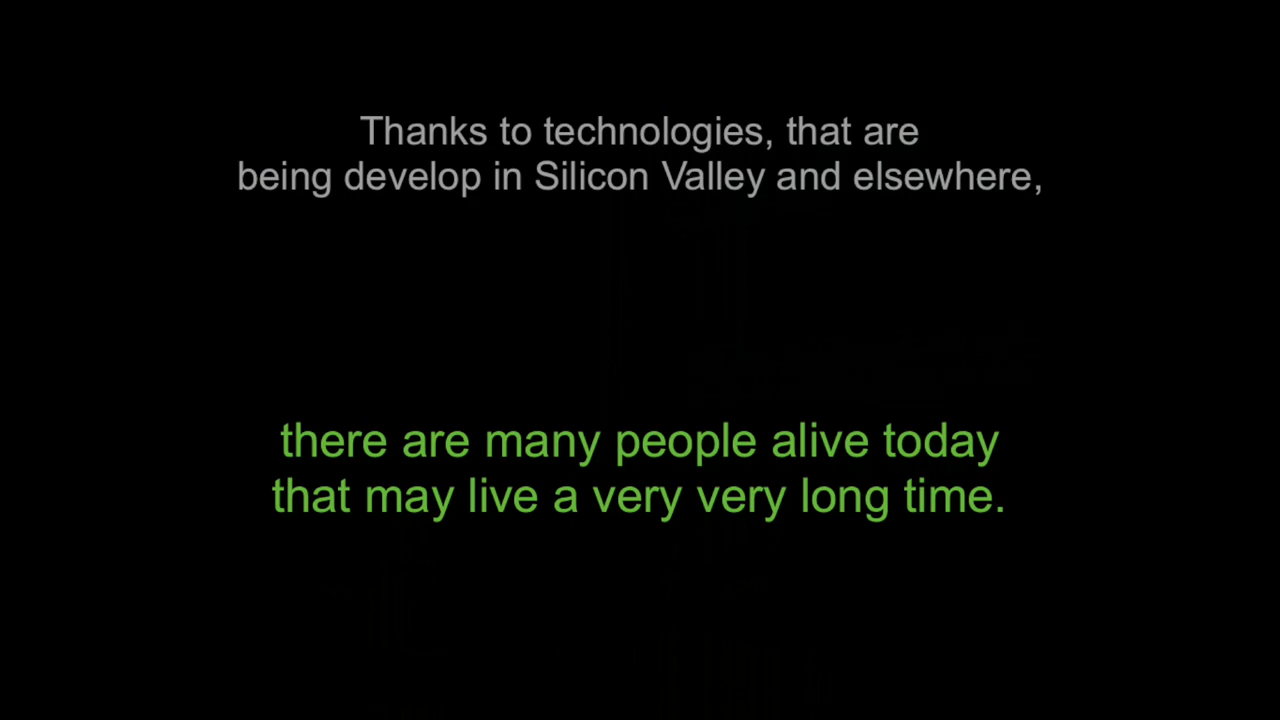 Thanks to technologies, that are
being develop in Silicon Valley and elsewhere,
there are many people alive today
that may live a very very long time.